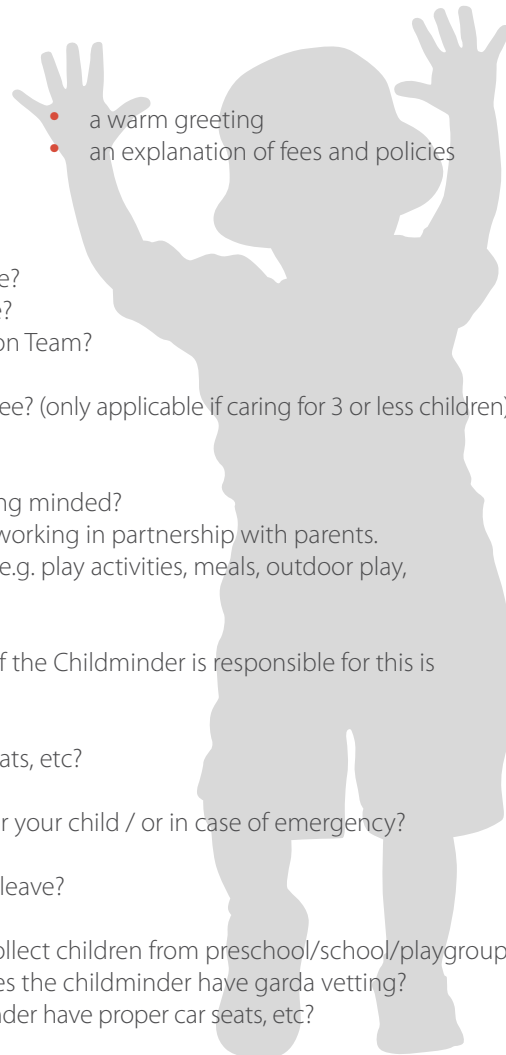 • a warm greeting
• an explanation of fees and policies
e?
e?
on Team?
ee? (only applicable if caring for 3 or less children)
ng minded?
working in partnership with parents.
e.g. play activities, meals, outdoor play,
f the Childminder is responsible for this is
ats, etc?
r your child / or in case of emergency?
leave?
ollect children from preschool/school/playgroup
es the childminder have garda vetting?
nder have proper car seats, etc?